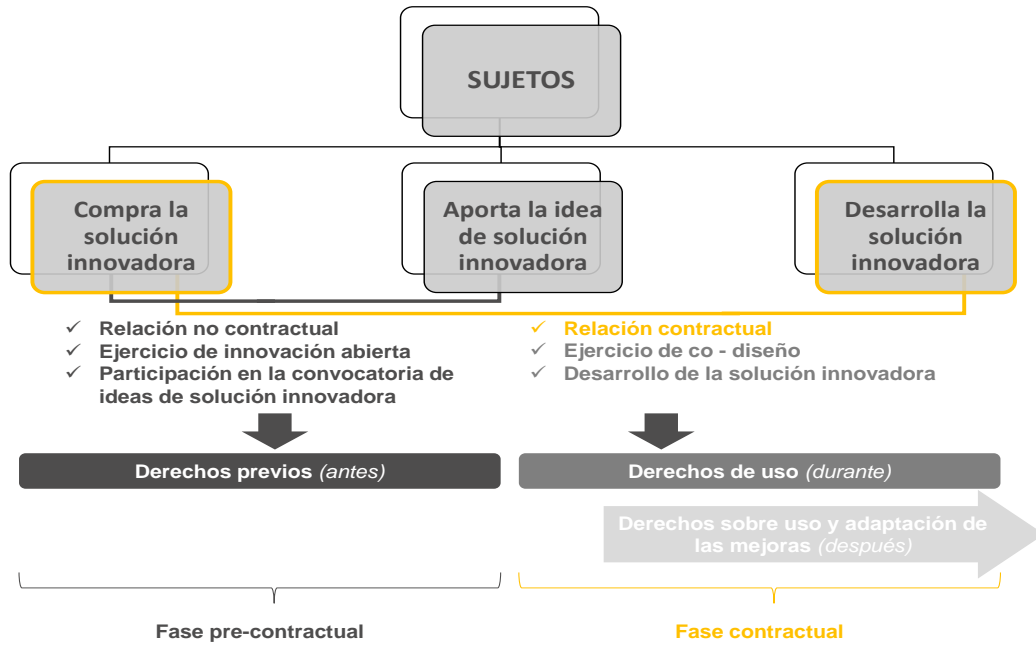 SUJETOS
Compra la
solución
innovadora
Aporta la idea
de solución
innovadora
Desarrolla la
solución
innovadora
✓ Relación no contractual
✓ Ejercicio de innovación abierta
✓ Participación en la convocatoria de
ideas de solución innovadora
✓ Relación contractual
✓ Ejercicio de co - diseño
✓ Desarrollo de la solución innovadora
Derechos previos (antes)
Derechos de uso (durante)
Derechos sobre uso y adaptación de
las mejoras (después)
Fase pre-contractual
Fase contractual